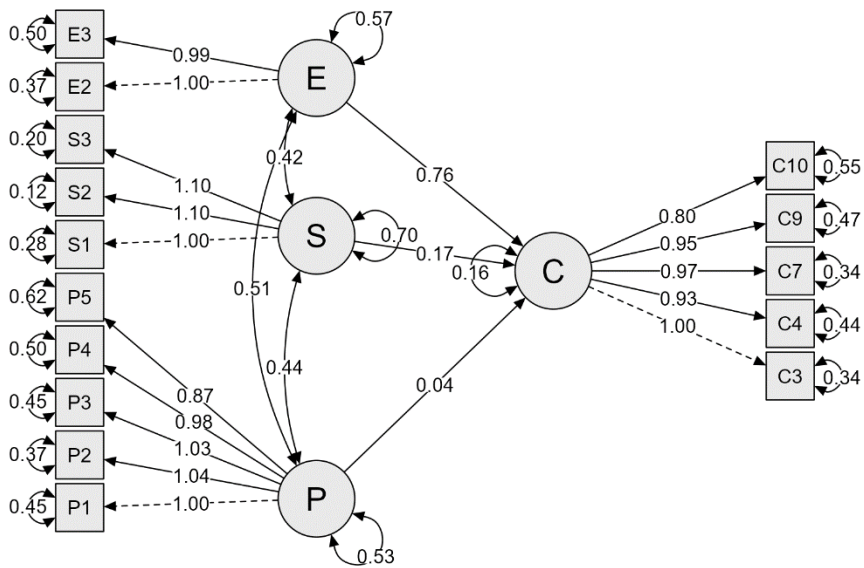 0.50 E3 0.99 E 0.57
0.37 E2 1.00
0.20 S3 1.10 0.42 0.76 C10 0.55
0.12 S2 1.10 0.80 C9 0.47
0.28 S1 1.00 S 0.70 0.17 0.95
0.62 P5 0.51 0.16 C 0.97 C7 0.34
0.50 P4 0.44 0.93 C4 0.44
0.45 P3 0.87 0.04 1.00 C3 0.34
0.98
1.03
0.37 P2 1.04
0.45 P1 1.00 P 0.53